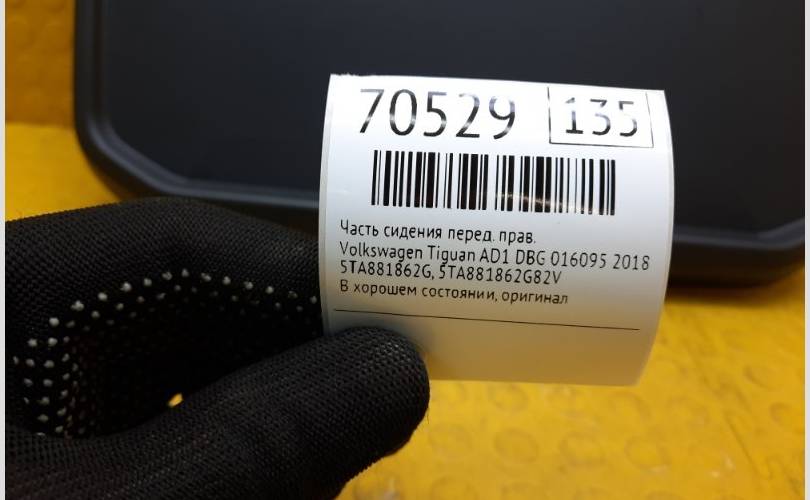 70529 135
Часть сидения перед. прав.
Volkswagen Tiguan AD1 DBG 016095 2018
5TA881862G, 5TA881862G82V
В хорошем состоянии, оригинал